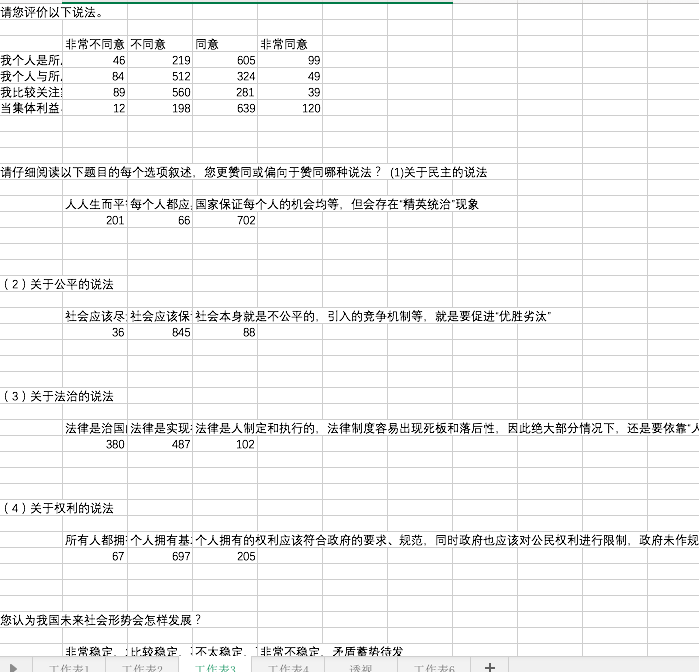 请您评价以下说法。
非常不同意 不同意 同意 非常同意
我个人是所 46 219 605 99
我个人与所 84 512 324 49
我比较关注 89 560 281 39
当集体利益 12 198 639 120
请仔细阅读以下题目的每个选项叙述，您更赞同或偏向于赞同哪种说法？ (1)关于民主的说法
人人生而平 每个人都应 国家保证每个人的机会均等，但会存在“精英统治”现象
201 66 702
（2）关于公平的说法
社会应该尽 社会应该保 社会本身就是不公平的，引入的竞争机制等，就是要促进“优胜劣汰”
36 845 88
（3）关于法治的说法
法律是治国 法律是实现 法律是人制定和执行的，法律制度容易出现死板和落后性，因此绝大部分情况下，还是要依靠“人
380 487 102
（4）关于权利的说法
所有人都拥 个人拥有基 个人拥有的权利应该符合政府的要求、规范，同时政府也应该对公民权利进行限制，政府未作规
67 697 205
您认为我国未来社会形势会怎样发展？
非常稳定， 比较稳定， 不太稳定， 非常不稳定，矛盾蓄势待发
工作表1 工作表2 工作表3 工作表4 透视 工作表6 +